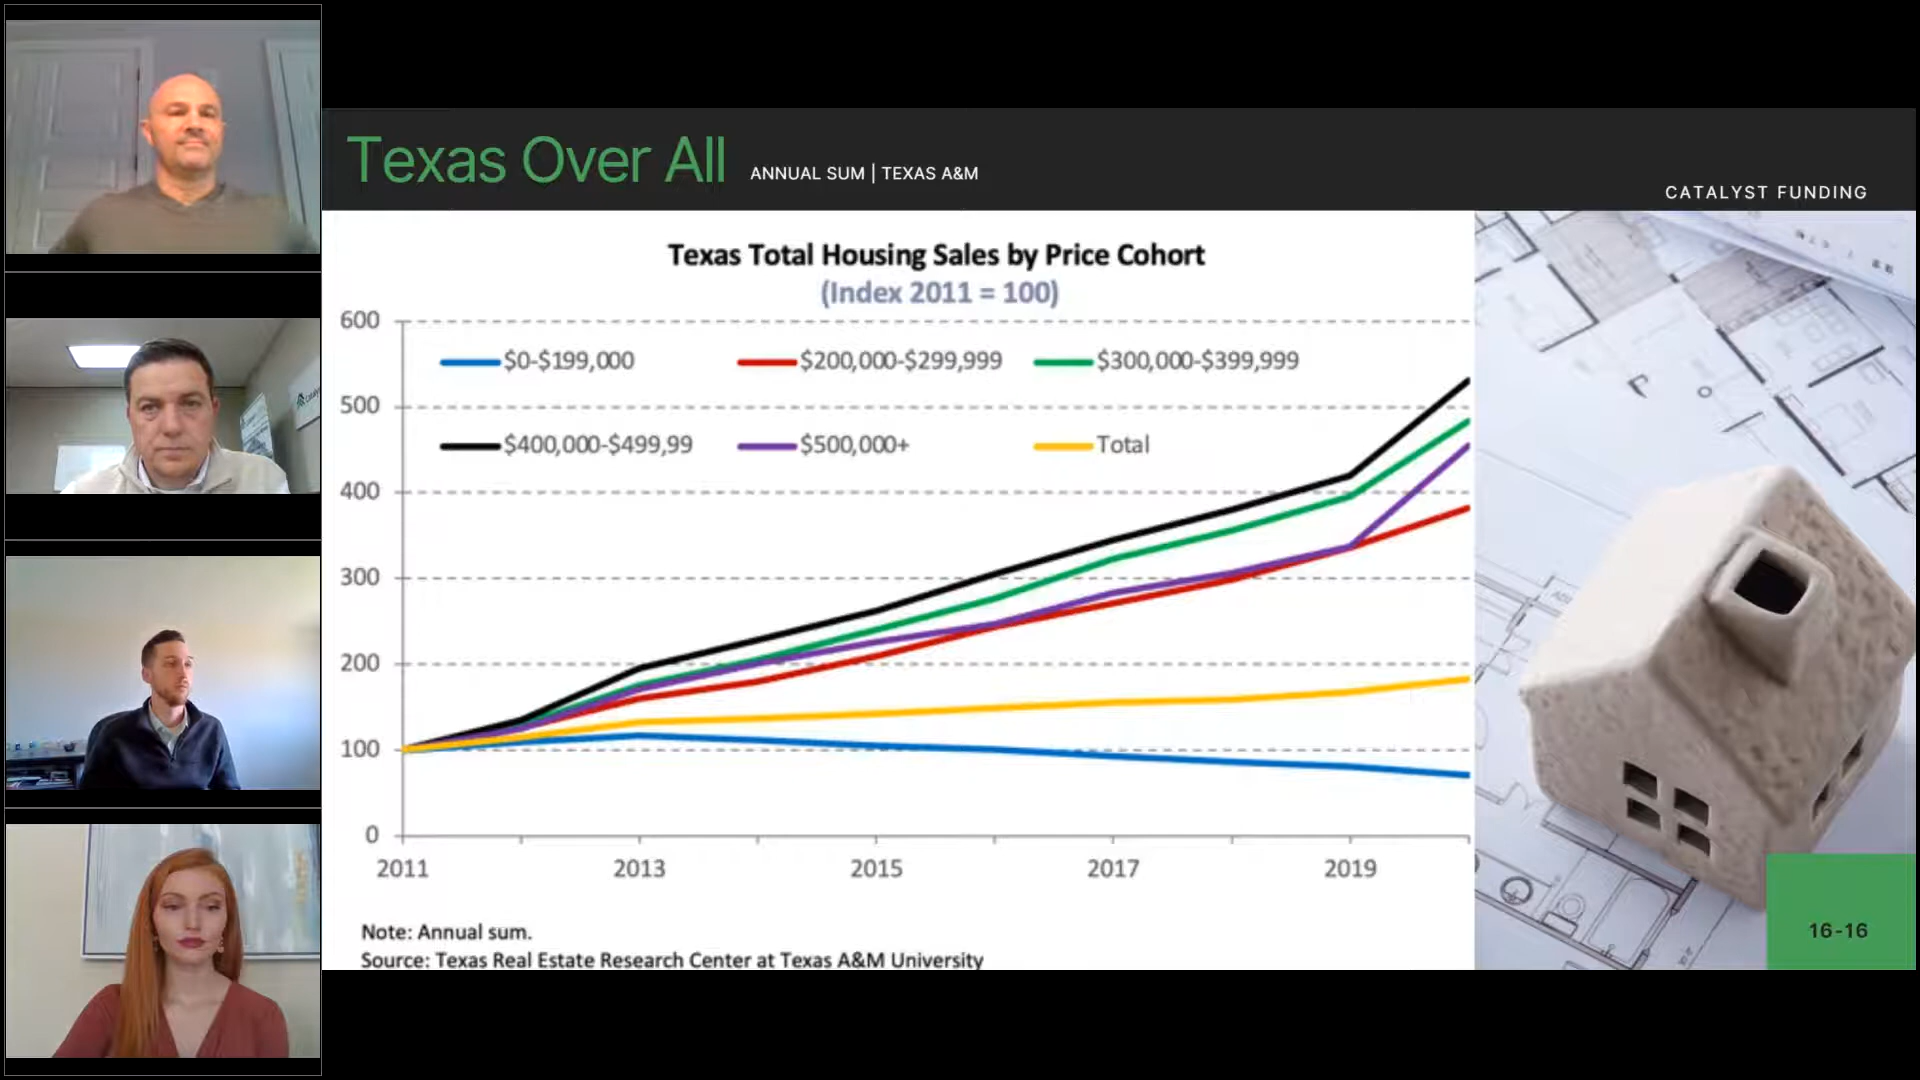 Texas Over All
ANNUAL SUM | TEXAS A&M
CATALYST FUNDING
Texas Total Housing Sales by Price Cohort
(Index 2011 = 100)
600
500
400
300
200
100
0
$0-$199,000
$200,000-$299,999
$300,000-$399,999
$400,000-$499,99
$500,000+
Total
2011
2013
2015
2017
2019
Note: Annual sum.
Source: Texas Real Estate Research Center at Texas A&M University
16-16